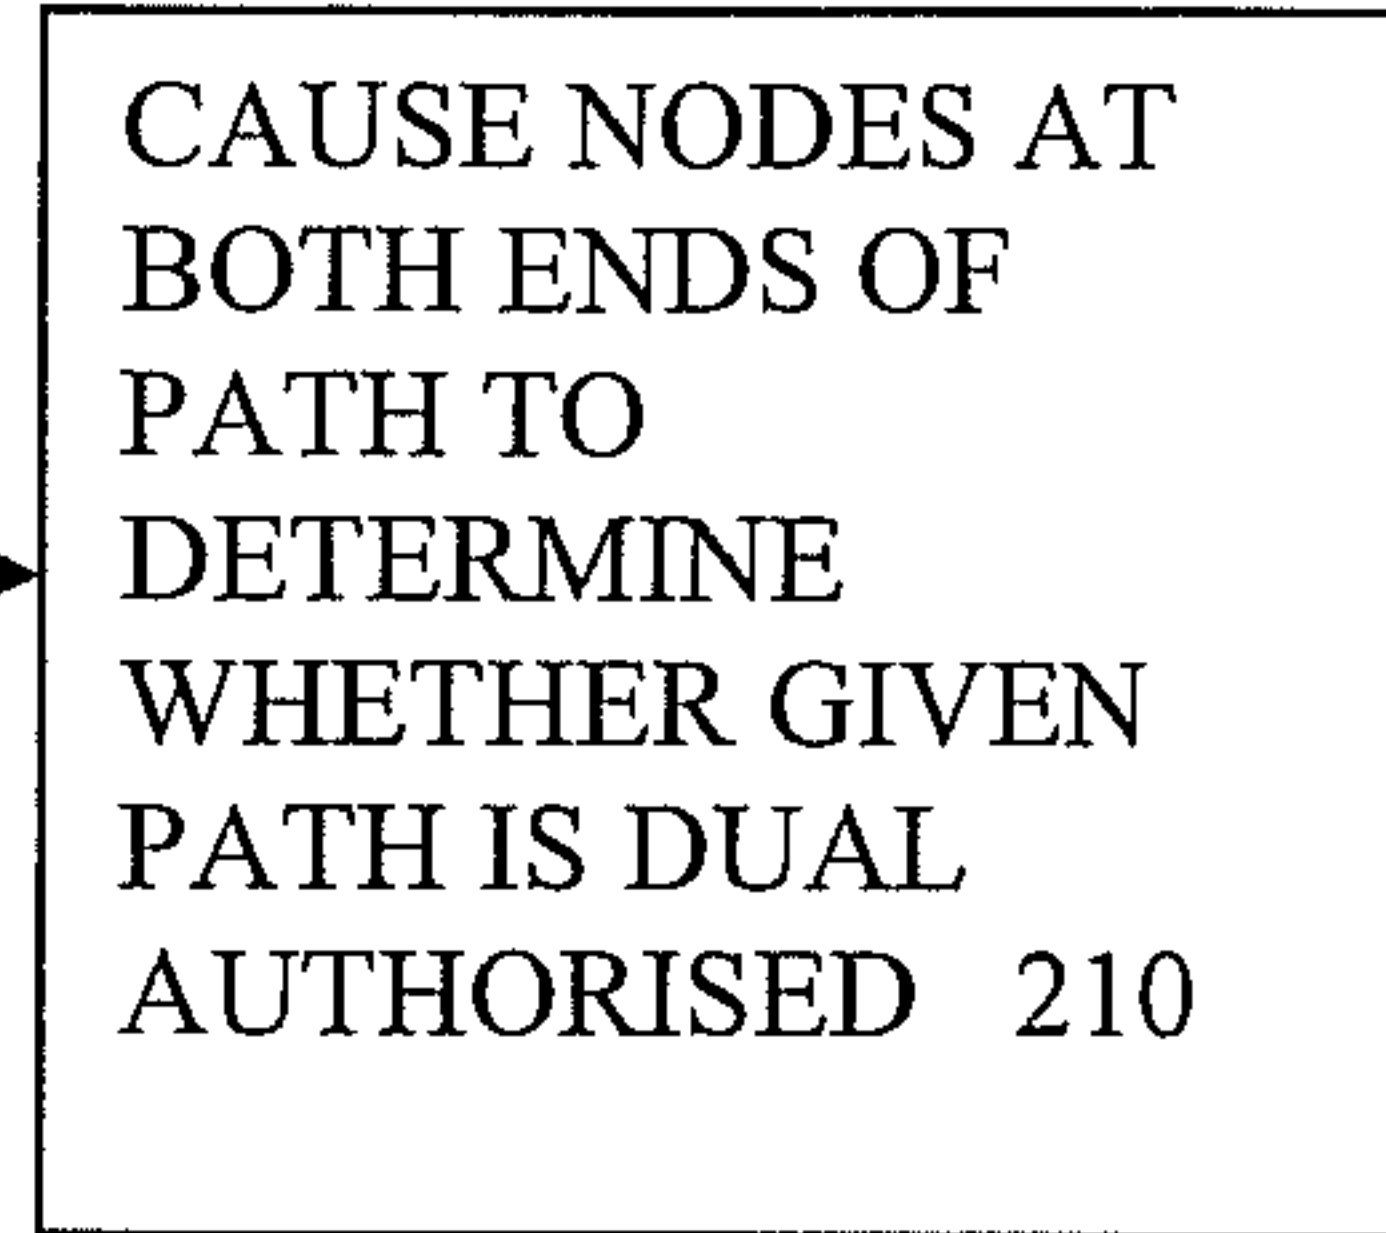 CAUSE NODES AT
BOTH ENDS OF
PATH TO
DETERMINE
WHETHER GIVEN
PATH IS DUAL
AUTHORISED 210